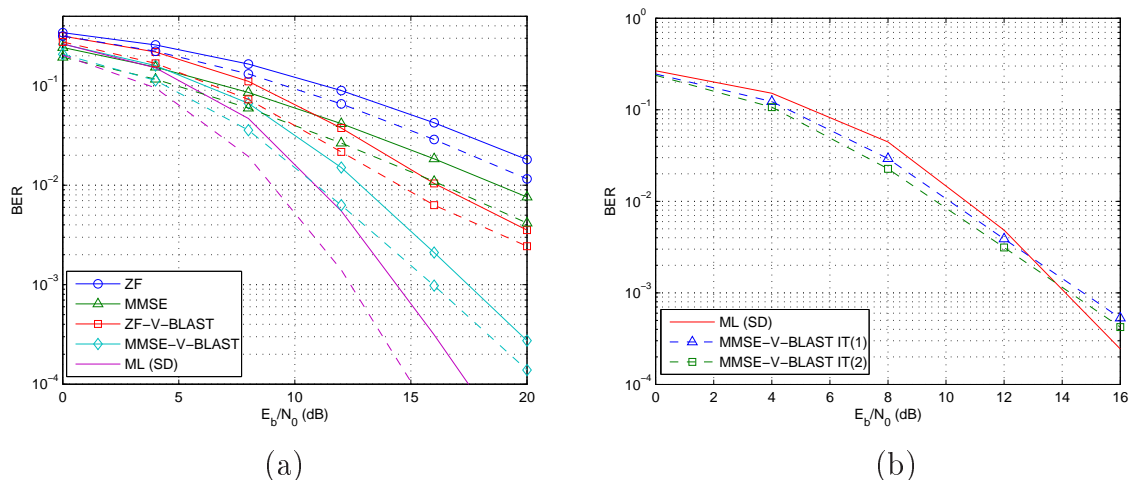 10^-1
10^-2
10^-3
10^-4
BER
0 5 10 15 20
E_b/N_0 (dB)
ZF
MMSE
ZF−V−BLAST
MMSE−V−BLAST
ML (SD)
(a)
10^0
10^-1
10^-2
10^-3
10^-4
BER
0 2 4 6 8 10 12 14 16
E_b/N_0 (dB)
ML (SD)
MMSE−V−BLAST IT(1)
MMSE−V−BLAST IT(2)
(b)